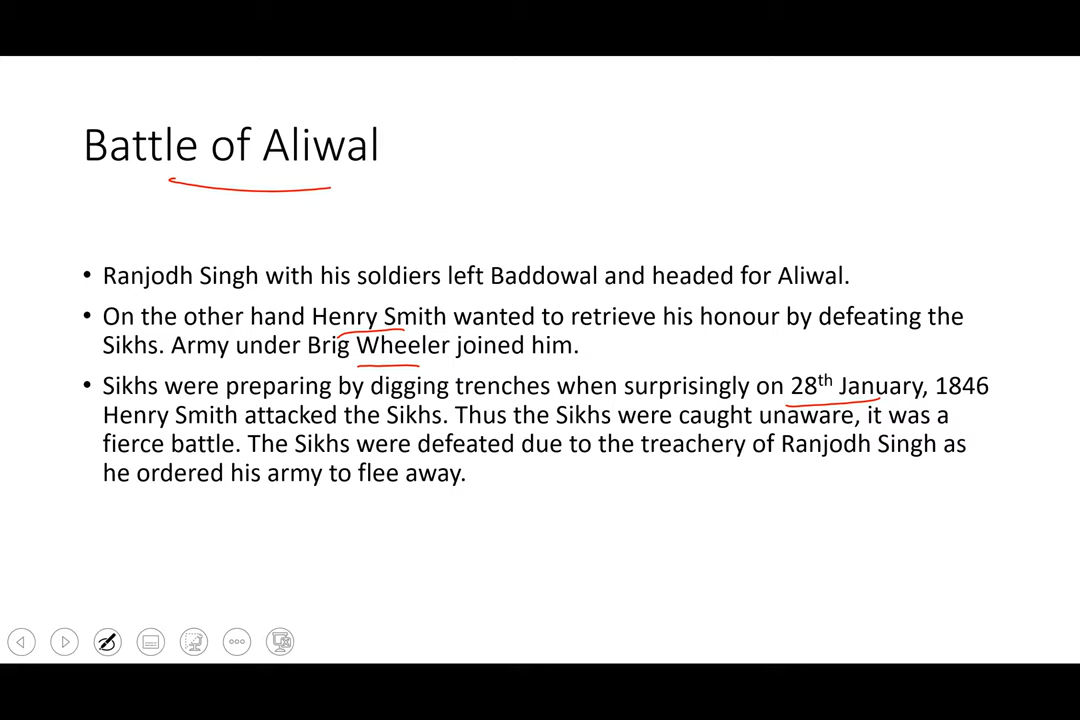 Battle of Aliwal
• Ranjodh Singh with his soldiers left Baddowal and headed for Aliwal.
• On the other hand Henry Smith wanted to retrieve his honour by defeating the
Sikhs. Army under Brig Wheeler joined him.
• Sikhs were preparing by digging trenches when surprisingly on 28th January, 1846
Henry Smith attacked the Sikhs. Thus the Sikhs were caught unaware, it was a
fierce battle. The Sikhs were defeated due to the treachery of Ranjodh Singh as
he ordered his army to flee away.